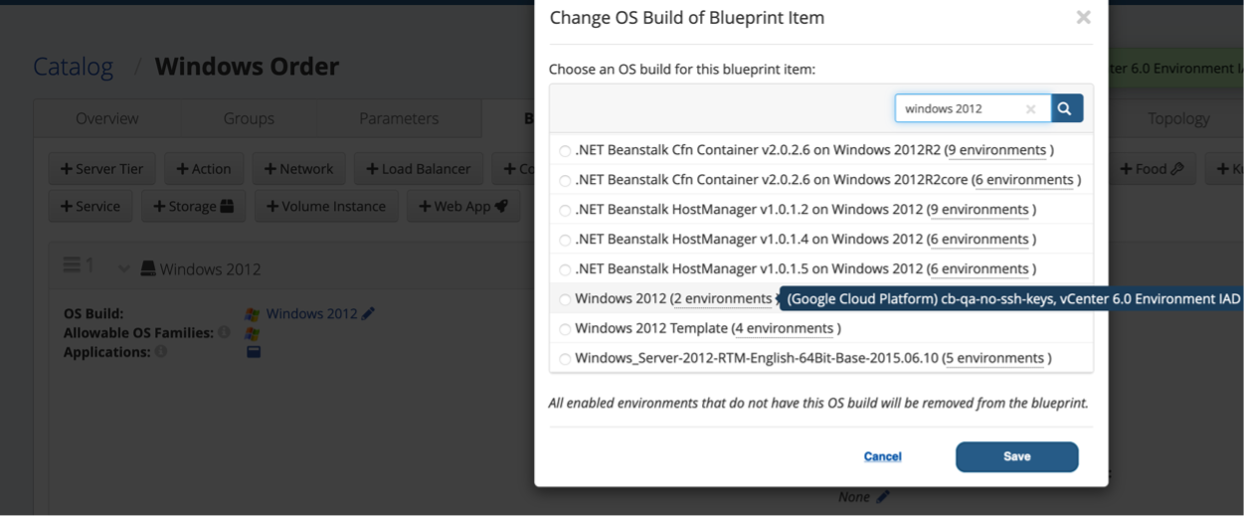 Change OS Build of Blueprint Item
Choose an OS build for this blueprint item:
windows 2012
.NET Beanstalk Cfn Container v2.0.2.6 on Windows 2012R2 (9 environments )
.NET Beanstalk Cfn Container v2.0.2.6 on Windows 2012R2core (6 environments )
.NET Beanstalk HostManager v1.0.1.2 on Windows 2012 (9 environments )
.NET Beanstalk HostManager v1.0.1.4 on Windows 2012 (6 environments )
.NET Beanstalk HostManager v1.0.1.5 on Windows 2012 (6 environments )
Windows 2012 (2 environments (Google Cloud Platform) cb-qa-no-ssh-keys, vCenter 6.0 Environment IAD
Windows 2012 Template (4 environments )
Windows_Server-2012-RTM-English-64Bit-Base-2015.06.10 (5 environments )
All enabled environments that do not have this OS build will be removed from the blueprint.
Cancel Save
Catalog / Windows Order
ter 6.0 Environment
Overview Groups Parameters B Topology
+ Server Tier + Action + Network + Load Balancer + Co + Food
+ Service + Storage + Volume Instance + Web App
1 Windows 2012
OS Build: Windows 2012
Allowable OS Families:
Applications:
None